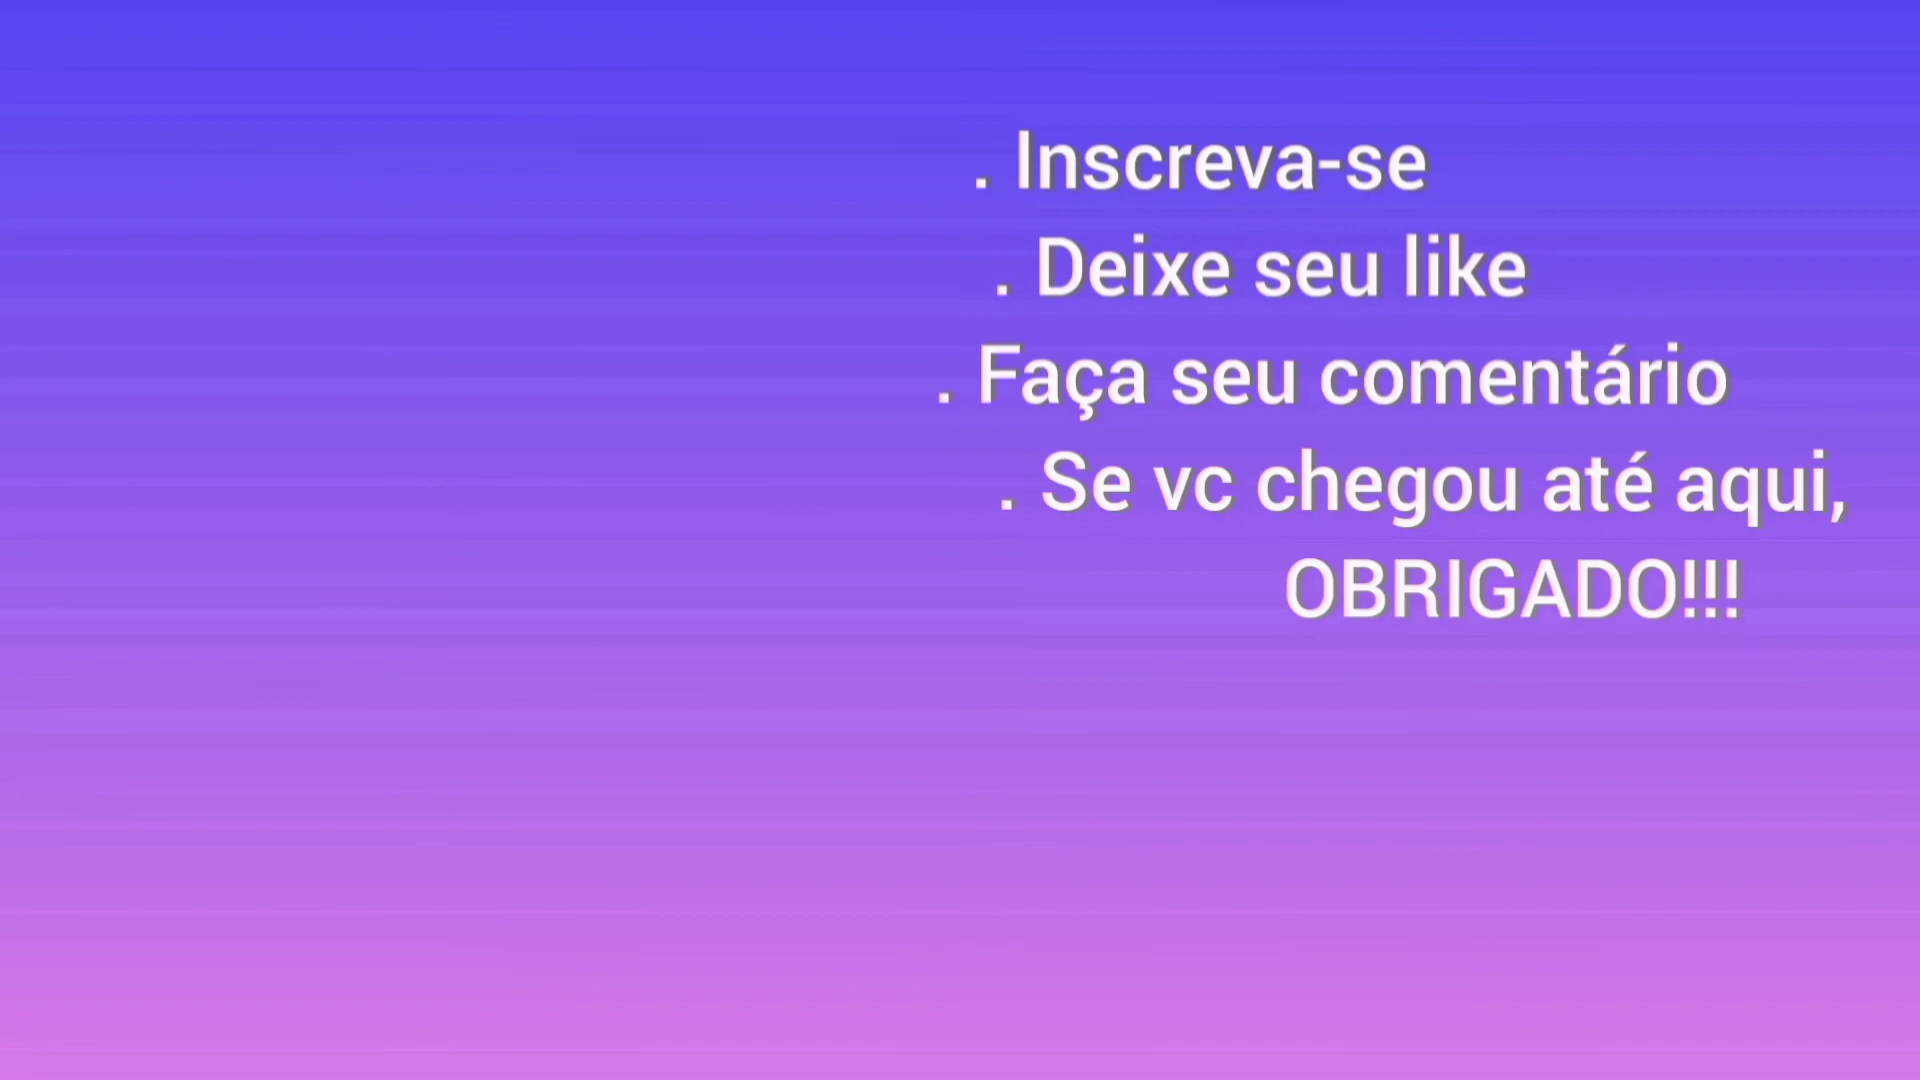 . Inscreva-se
. Deixe seu like
. Faça seu comentário
. Se vc chegou até aqui,
OBRIGADO!!!